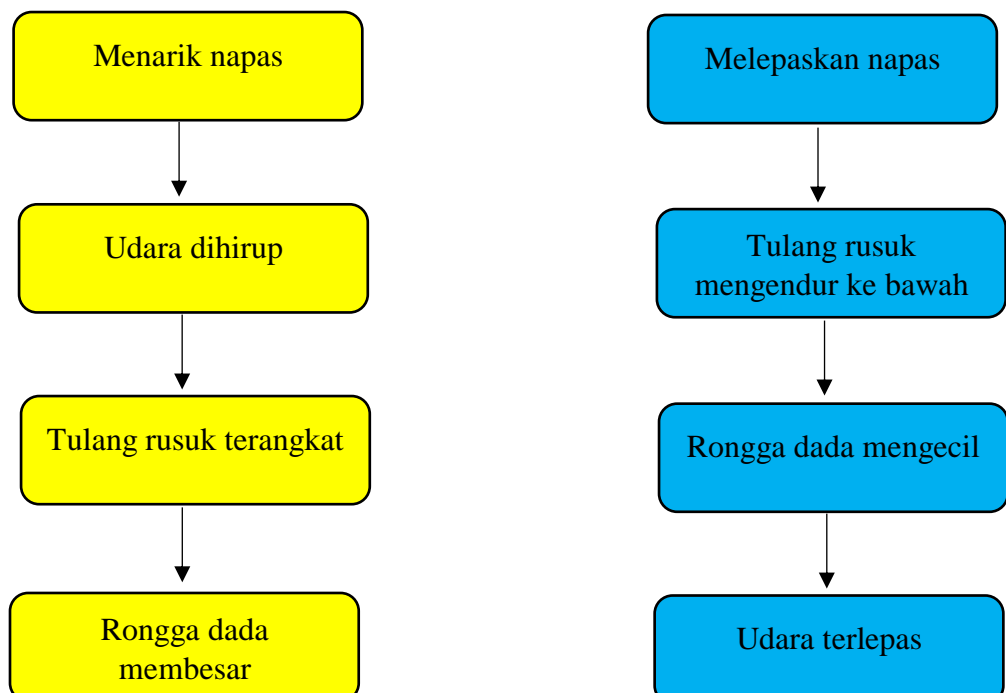 Menarik napas
Udara dihirup
Tulang rusuk terangkat
Rongga dada
membesar
Melepaskan napas
Tulang rusuk
mengendur ke bawah
Rongga dada mengecil
Udara terlepas